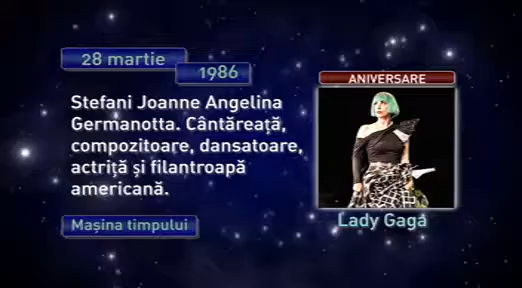 28 martie
1986
Stefani Joanne Angelina
Germanotta. Cântăreață,
compozitoare, dansatoare,
actriță și filantroapă
americană.
Mașina timpului
ANIVERSARE
Lady Gaga